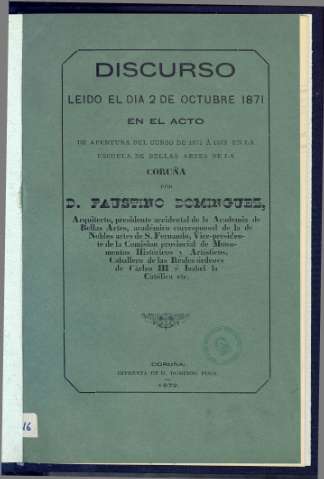 DISCURSO
LEIDO EL DIA 2 DE OCTUBRE 1871
EN EL ACTO
DE APERTURA DEL CURSO DE 1871 Á 1872 EN LA
ESCUELA DE BELLAS ARTES DE LA
CORUÑA
POR
D. FAUSTINO DOMINGUEZ,
Arquitecto, presidente accidental de la Academia de
Bellas Artes, académico corresponsal de la de
Nobles artes de S. Fernando, Vice-presiden-
te de la Comision provincial de Monu-
mentos Históricos y Artísticos,
Caballero de las Reales órdenes
de Cárlos III é Isabel la
Católica etc.
CORUÑA:
IMPRENTA DE D. DOMINGO PUGA.
1872.
16